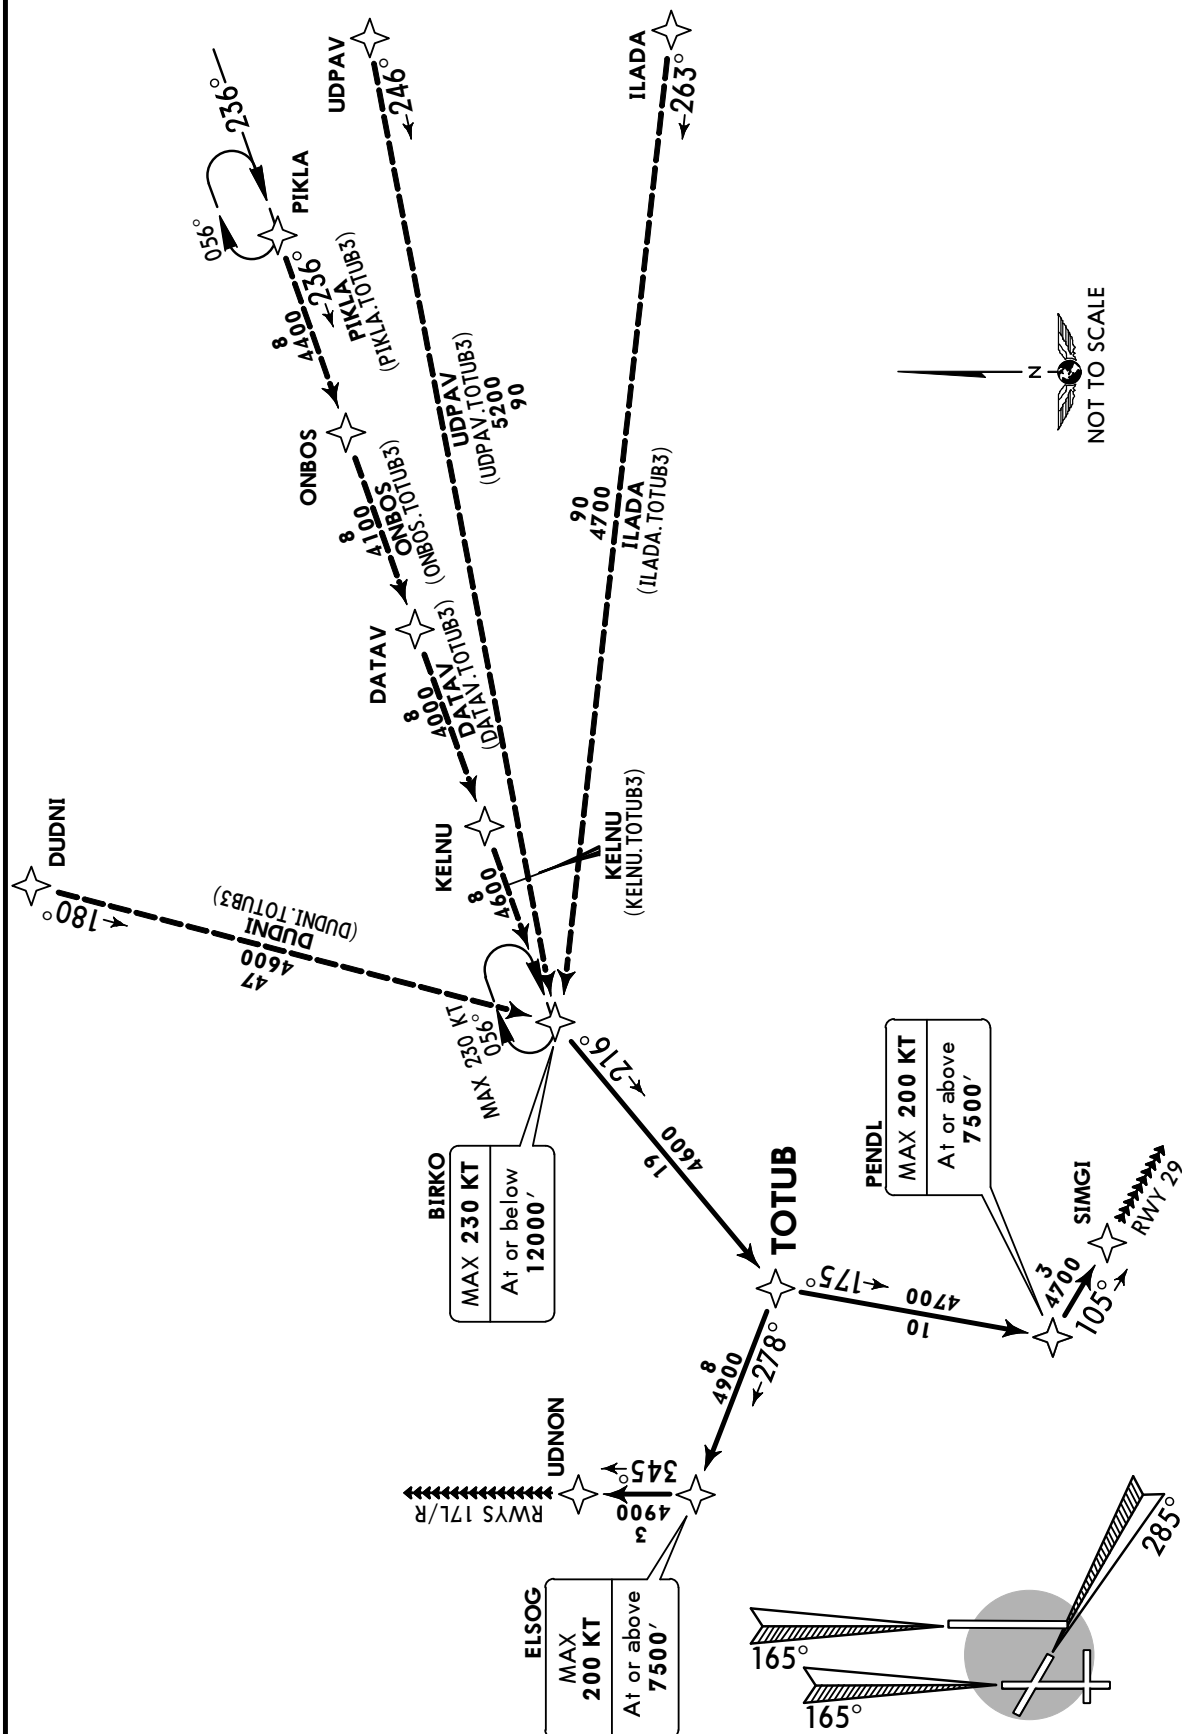 DUDNI
180°
DUDNI
(DUDNI.TOTUB3)
4600
47
236°
056°
PIKLA
236°
PIKLA
(PIKLA.TOTUB3)
8
4400
UDPAV
246°
ILADA
263°
ONBOS
8
4100
ONBOS
(ONBOS.TOTUB3)
DATAV
8
4000
DATAV
(DATAV.TOTUB3)
UDPAV
(UDPAV.TOTUB3)
5200
90
90
4700
ILADA
(ILADA.TOTUB3)
KELNU
8
4600
KELNU
(KELNU.TOTUB3)
MAX 230 KT
056°
BIRKO
MAX 230 KT
At or below
12000'
216°
19
4600
TOTUB
175°
4700
10
PENDL
MAX 200 KT
At or above
7500'
SIMGI
3
4700
105°
RWY 29
8
4900
278°
UDNON
RWYS 17L/R
345°
4900
3
ELSOG
MAX
200 KT
At or above
7500'
165°
165°
285°
N
NOT TO SCALE